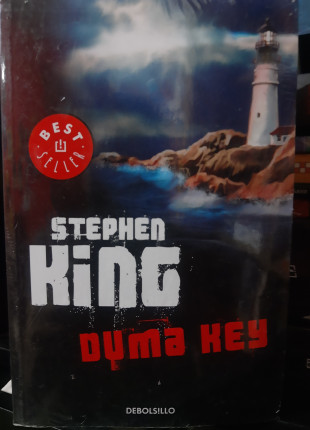 BEST
SELLER
STEPHEN
KING
DUMA KEY
DEBOLSILLO